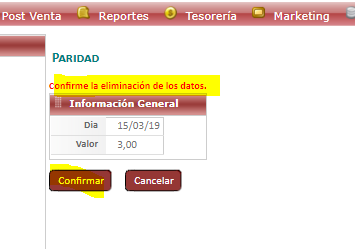 Post Venta Reportes Tesorería Marketing
PARIDAD
Confirme la eliminación de los datos.
Información General
Dia 15/03/19
Valor 3,00
Confirmar Cancelar